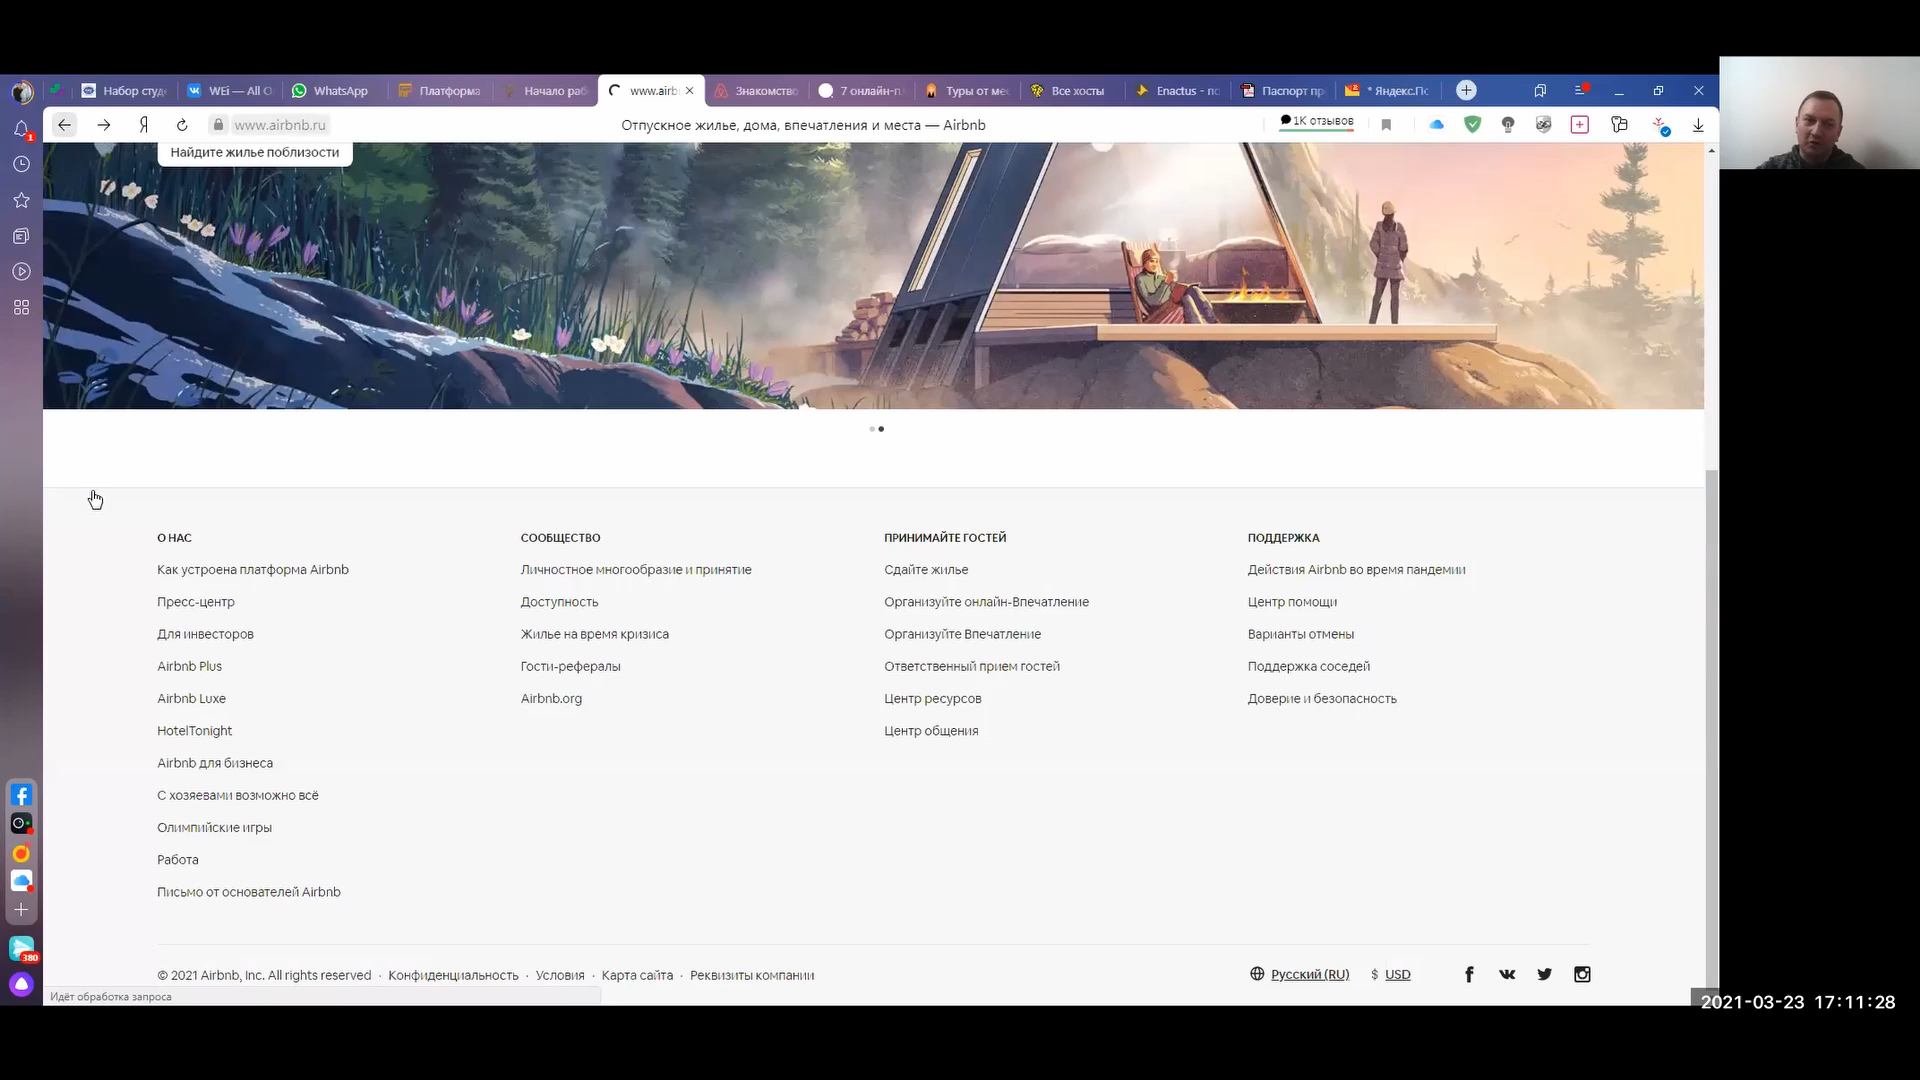 Набор студ
WEi — All O
WhatsApp
Платформа
Начало раб
www.airb
Знакомство
7 онлайн-п
Туры от ме
Все хосты
Enactus - по
Паспорт пр
* Яндекс.По
1
Я
www.airbnb.ru
Отпускное жилье, дома, впечатления и места — Airbnb
1K отзывов
Найдите жилье поблизости
О НАС
Как устроена платформа Airbnb
Пресс-центр
Для инвесторов
Airbnb Plus
Airbnb Luxe
HotelTonight
Airbnb для бизнеса
С хозяевами возможно всё
Олимпийские игры
Работа
Письмо от основателей Airbnb
СООБЩЕСТВО
Личностное многообразие и принятие
Доступность
Жилье на время кризиса
Гости-рефералы
Airbnb.org
ПРИНИМАЙТЕ ГОСТЕЙ
Сдайте жилье
Организуйте онлайн-Впечатление
Организуйте Впечатление
Ответственный прием гостей
Центр ресурсов
Центр общения
ПОДДЕРЖКА
Действия Airbnb во время пандемии
Центр помощи
Варианты отмены
Поддержка соседей
Доверие и безопасность
380
© 2021 Airbnb, Inc. All rights reserved · Конфиденциальность · Условия · Карта сайта · Реквизиты компании
Русский (RU) $ USD
Идёт обработка запроса
2021-03-23 17:11:28